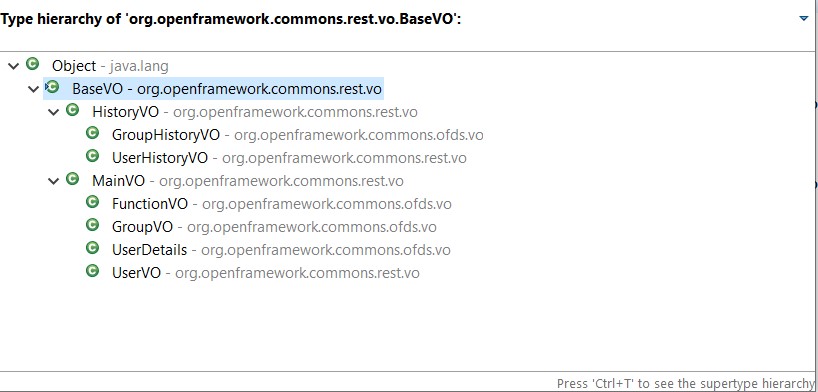 Type hierarchy of 'org.openframework.commons.rest.vo.BaseVO':
Object - java.lang
BaseVO - org.openframework.commons.rest.vo
HistoryVO - org.openframework.commons.rest.vo
GroupHistoryVO - org.openframework.commons.ofds.vo
UserHistoryVO - org.openframework.commons.rest.vo
MainVO - org.openframework.commons.rest.vo
FunctionVO - org.openframework.commons.ofds.vo
GroupVO - org.openframework.commons.ofds.vo
UserDetails - org.openframework.commons.ofds.vo
UserVO - org.openframework.commons.rest.vo
Press 'Ctrl+T' to see the supertype hierarchy